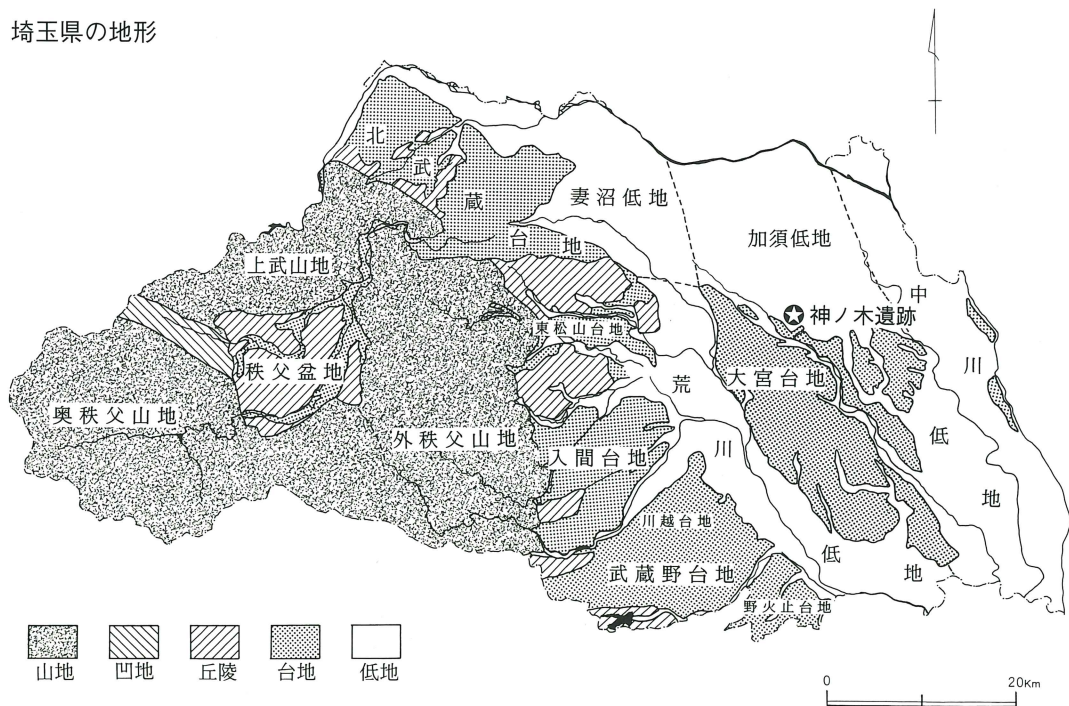 埼玉県の地形
北武蔵台地
妻沼低地
加須低地
上武山地
中川低地
神ノ木遺跡
東松山台地
秩父盆地
大宮台地
荒川低地
奥秩父山地
外秩父山地
入間台地
川越台地
武蔵野台地
野火止台地
山地
凹地
丘陵
台地
低地
0
20Km